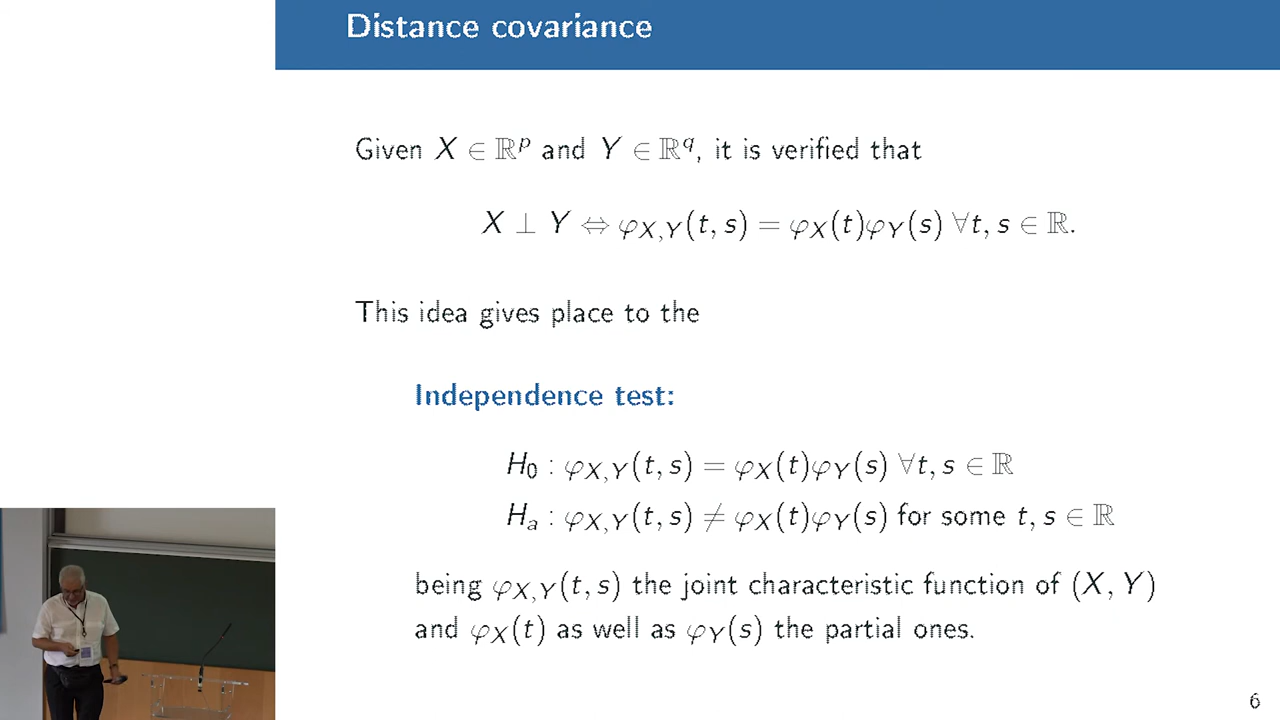 Distance covariance
Given X ∈ ℝ^p and Y ∈ ℝ^q, it is verified that
X ⊥ Y ⇔ φ_{X,Y}(t, s) = φ_X(t)φ_Y(s) ∀t, s ∈ ℝ.
This idea gives place to the
Independence test:
H_0 : φ_{X,Y}(t, s) = φ_X(t)φ_Y(s) ∀t, s ∈ ℝ
H_a : φ_{X,Y}(t, s) ≠ φ_X(t)φ_Y(s) for some t, s ∈ ℝ
being φ_{X,Y}(t, s) the joint characteristic function of (X, Y)
and φ_X(t) as well as φ_Y(s) the partial ones.
6